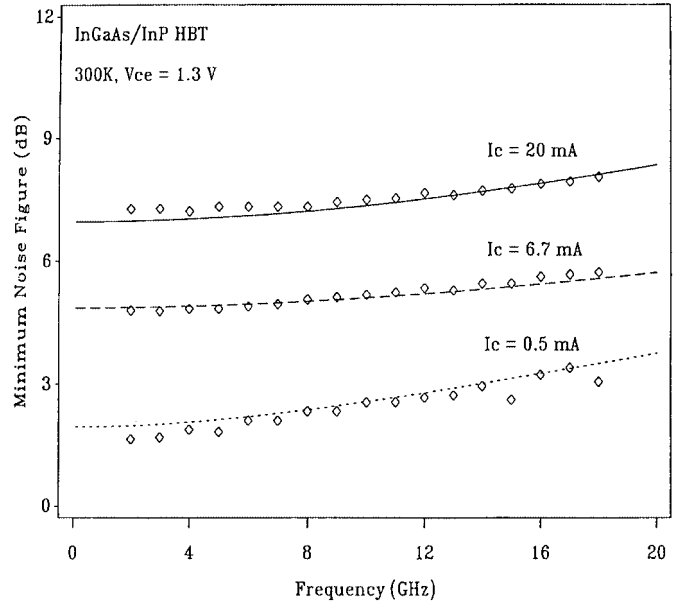 12
InGaAs/InP HBT
300K, Vce = 1.3 V
9
Ic = 20 mA
6
Ic = 6.7 mA
Ic = 0.5 mA
3
0
Minimum Noise Figure (dB)
0 4 8 12 16 20
Frequency (GHz)